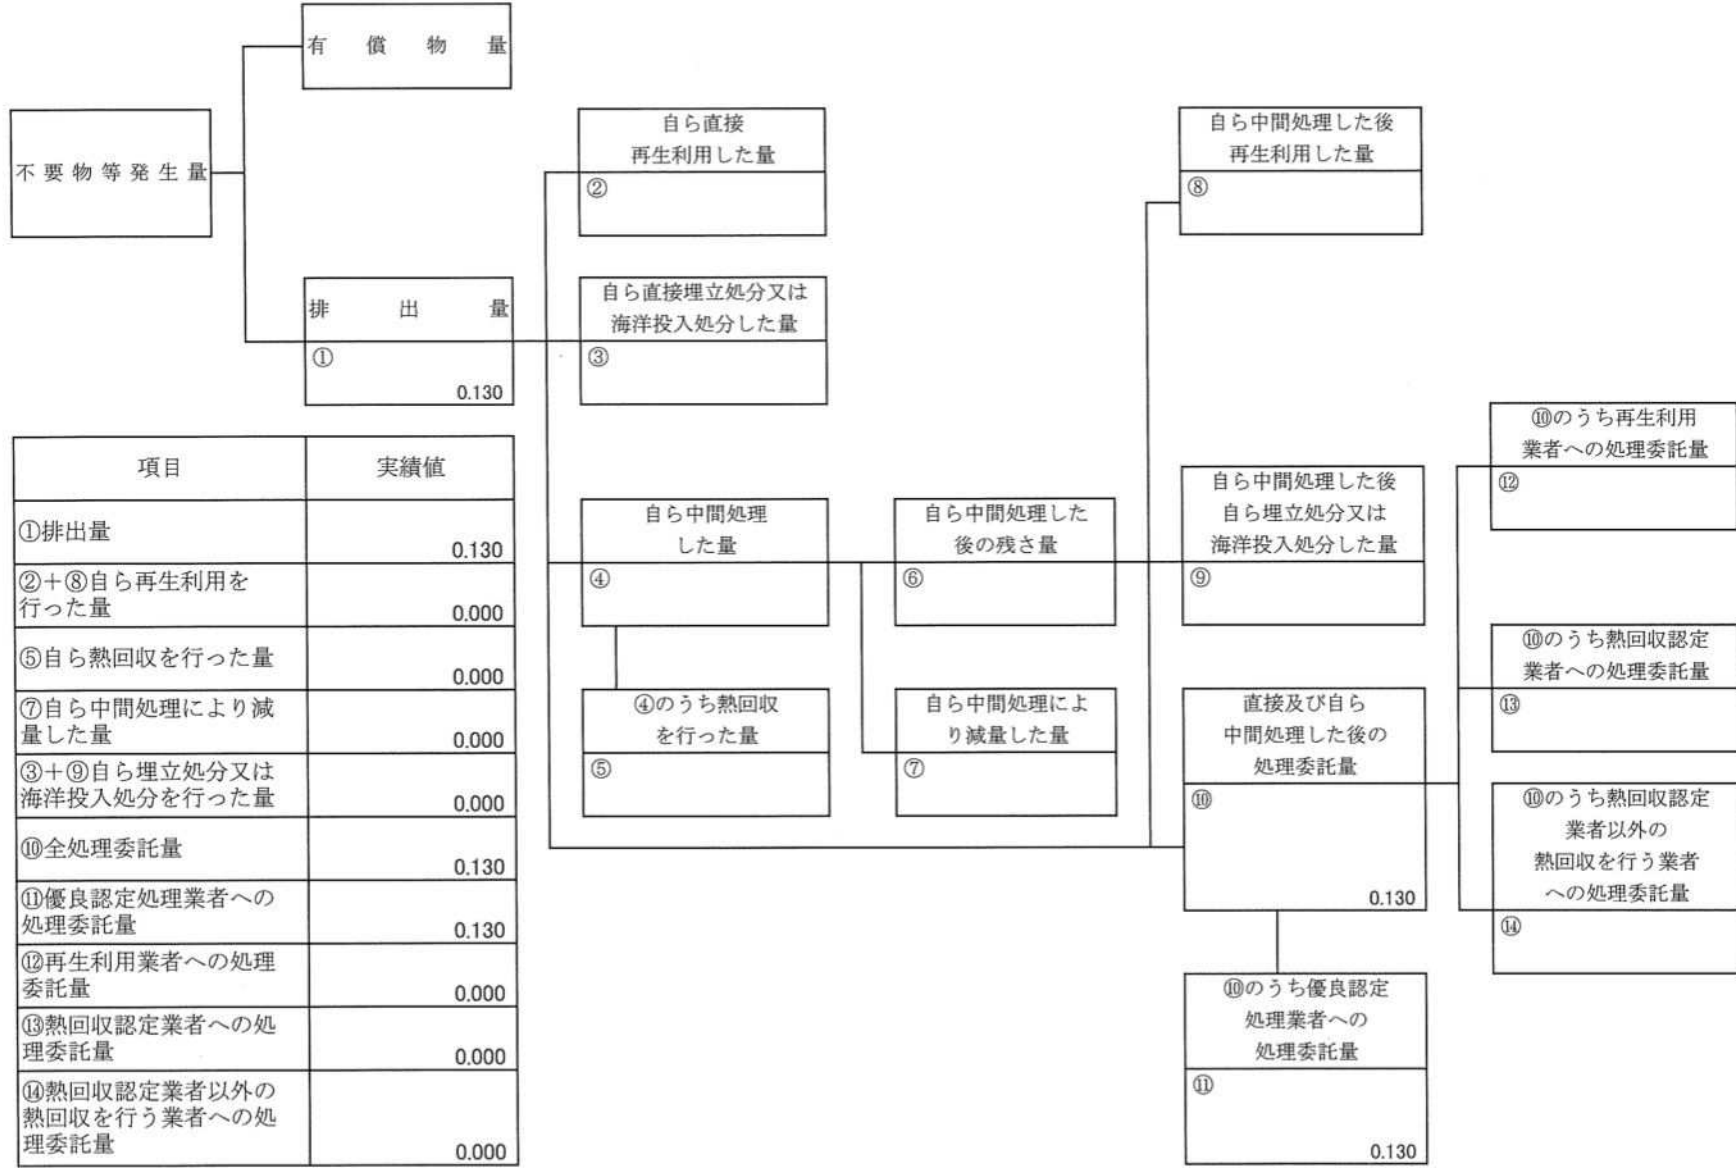 有償物量
不要物等発生量
排出量
①
0.130
自ら直接
再生利用した量
②
自ら直接埋立処分又は
海洋投入処分した量
③
自ら中間処理した後
再生利用した量
⑧
自ら中間処理
した量
④
自ら中間処理した
後の残さ量
⑥
自ら中間処理した後
自ら埋立処分又は
海洋投入処分した量
⑨
④のうち熱回収
を行った量
⑤
自ら中間処理によ
り減量した量
⑦
直接及び自ら
中間処理した後の
処理委託量
⑩
0.130
⑩のうち優良認定
処理業者への
処理委託量
⑪
0.130
⑩のうち再生利用
業者への処理委託量
⑫
⑩のうち熱回収認定
業者への処理委託量
⑬
⑩のうち熱回収認定
業者以外の
熱回収を行う業者
への処理委託量
⑭
項目 実績値
①排出量 0.130
②+⑧自ら再生利用を
行った量 0.000
⑤自ら熱回収を行った量 0.000
⑦自ら中間処理により減
量した量 0.000
③+⑨自ら埋立処分又は
海洋投入処分を行った量 0.000
⑩全処理委託量 0.130
⑪優良認定処理業者への
処理委託量 0.130
⑫再生利用業者への処理
委託量 0.000
⑬熱回収認定業者への処
理委託量 0.000
⑭熱回収認定業者以外の
熱回収を行う業者への処
理委託量 0.000